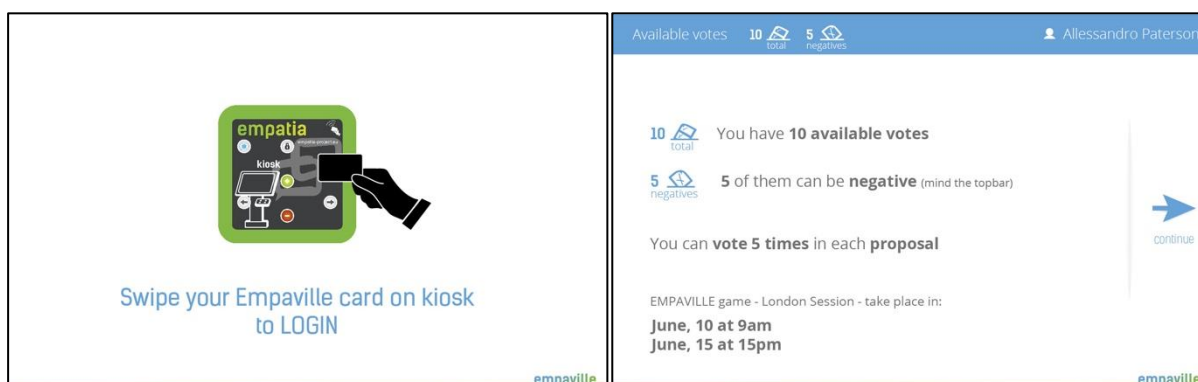 empatia
kiosk
Swipe your Empaville card on kiosk
to LOGIN
empaville
Available votes 10 total 5 negatives Allessandro Paterson
10 total You have 10 available votes
5 negatives 5 of them can be negative (mind the topbar)
You can vote 5 times in each proposal
continue
EMPAVILLE game - London Session - take place in:
June, 10 at 9am
June, 15 at 15pm
empaville